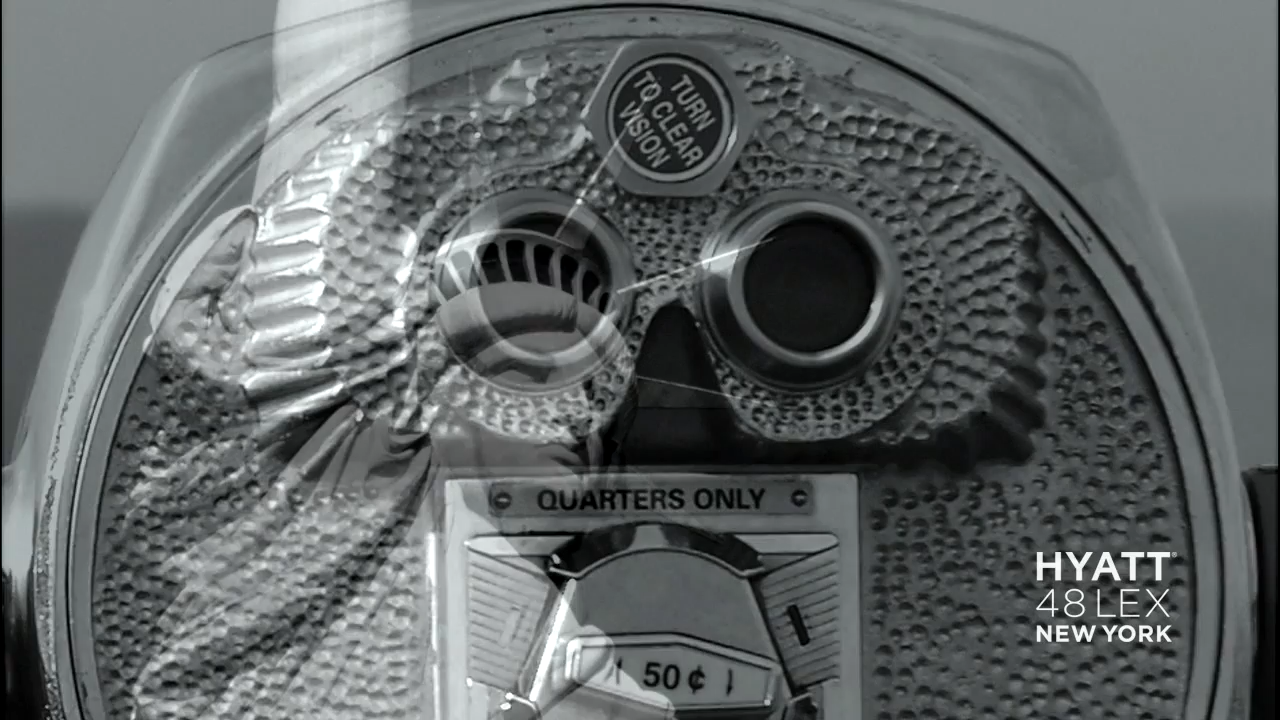 TURN
TO CLEAR
VISION
QUARTERS ONLY
50¢
HYATT®
48 LEX
NEW YORK